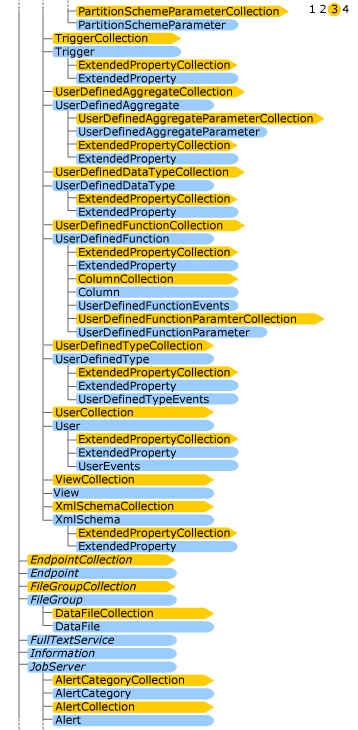 PartitionSchemeParameterCollection 1 2 3 4
PartitionSchemeParameter
TriggerCollection
Trigger
ExtendedPropertyCollection
ExtendedProperty
UserDefinedAggregateCollection
UserDefinedAggregate
UserDefinedAggregateParameterCollection
UserDefinedAggregateParameter
ExtendedPropertyCollection
ExtendedProperty
UserDefinedDataTypeCollection
UserDefinedDataType
ExtendedPropertyCollection
ExtendedProperty
UserDefinedFunctionCollection
UserDefinedFunction
ExtendedPropertyCollection
ExtendedProperty
ColumnCollection
Column
UserDefinedFunctionEvents
UserDefinedFunctionParamterCollection
UserDefinedFunctionParameter
UserDefinedTypeCollection
UserDefinedType
ExtendedPropertyCollection
ExtendedProperty
UserDefinedTypeEvents
UserCollection
User
ExtendedPropertyCollection
ExtendedProperty
UserEvents
ViewCollection
View
XmlSchemaCollection
XmlSchema
ExtendedPropertyCollection
ExtendedProperty
EndpointCollection
Endpoint
FileGroupCollection
FileGroup
DataFileCollection
DataFile
FullTextService
Information
JobServer
AlertCategoryCollection
AlertCategory
AlertCollection
Alert